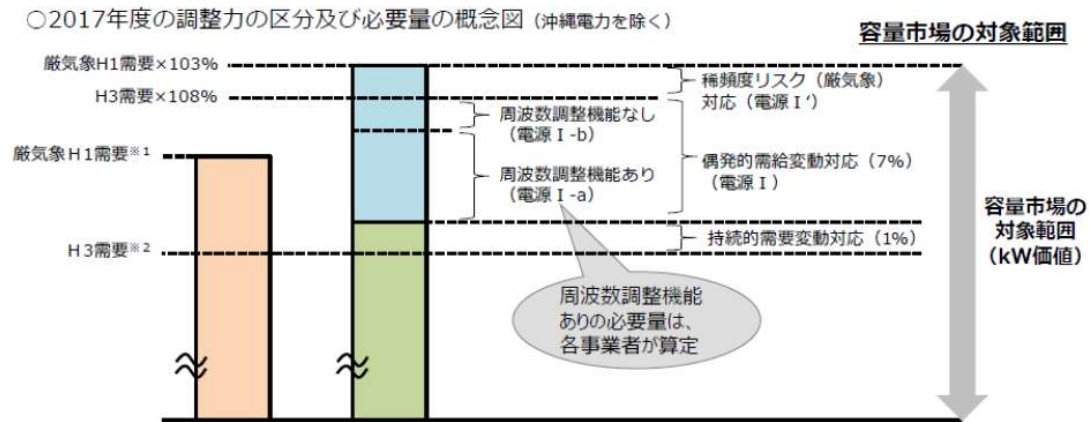 ○2017年度の調整力の区分及び必要量の概念図（沖縄電力を除く）
容量市場の対象範囲
厳気象H1需要×103%
H3需要×108%
厳気象H1需要※1
H3需要※2
周波数調整機能なし
（電源Ⅰ-b）
周波数調整機能あり
（電源Ⅰ-a）
稀頻度リスク（厳気象）
対応（電源Ⅰ‘）
偶発的需給変動対応（7%）
（電源Ⅰ）
持続的需要変動対応（1%）
周波数調整機能
ありの必要量は、
各事業者が算定
容量市場の
対象範囲
（kW価値）